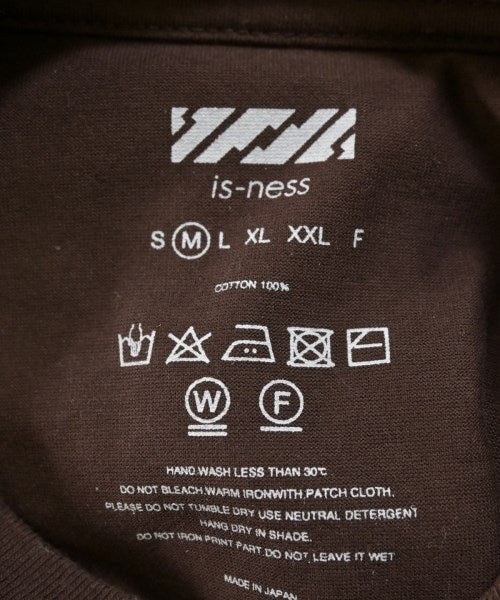 is-ness
S M L XL XXL F
COTTON 100%
W F
HAND WASH LESS THAN 30℃
DO NOT BLEACH.WARM IRONWITH PATCH CLOTH.
PLEASE DO NOT TUMBLE DRY USE NEUTRAL DETERGENT
HANG DRY IN SHADE.
DO NOT IRON PRINT PART.DO NOT LEAVE IT WET
MADE IN JAPAN